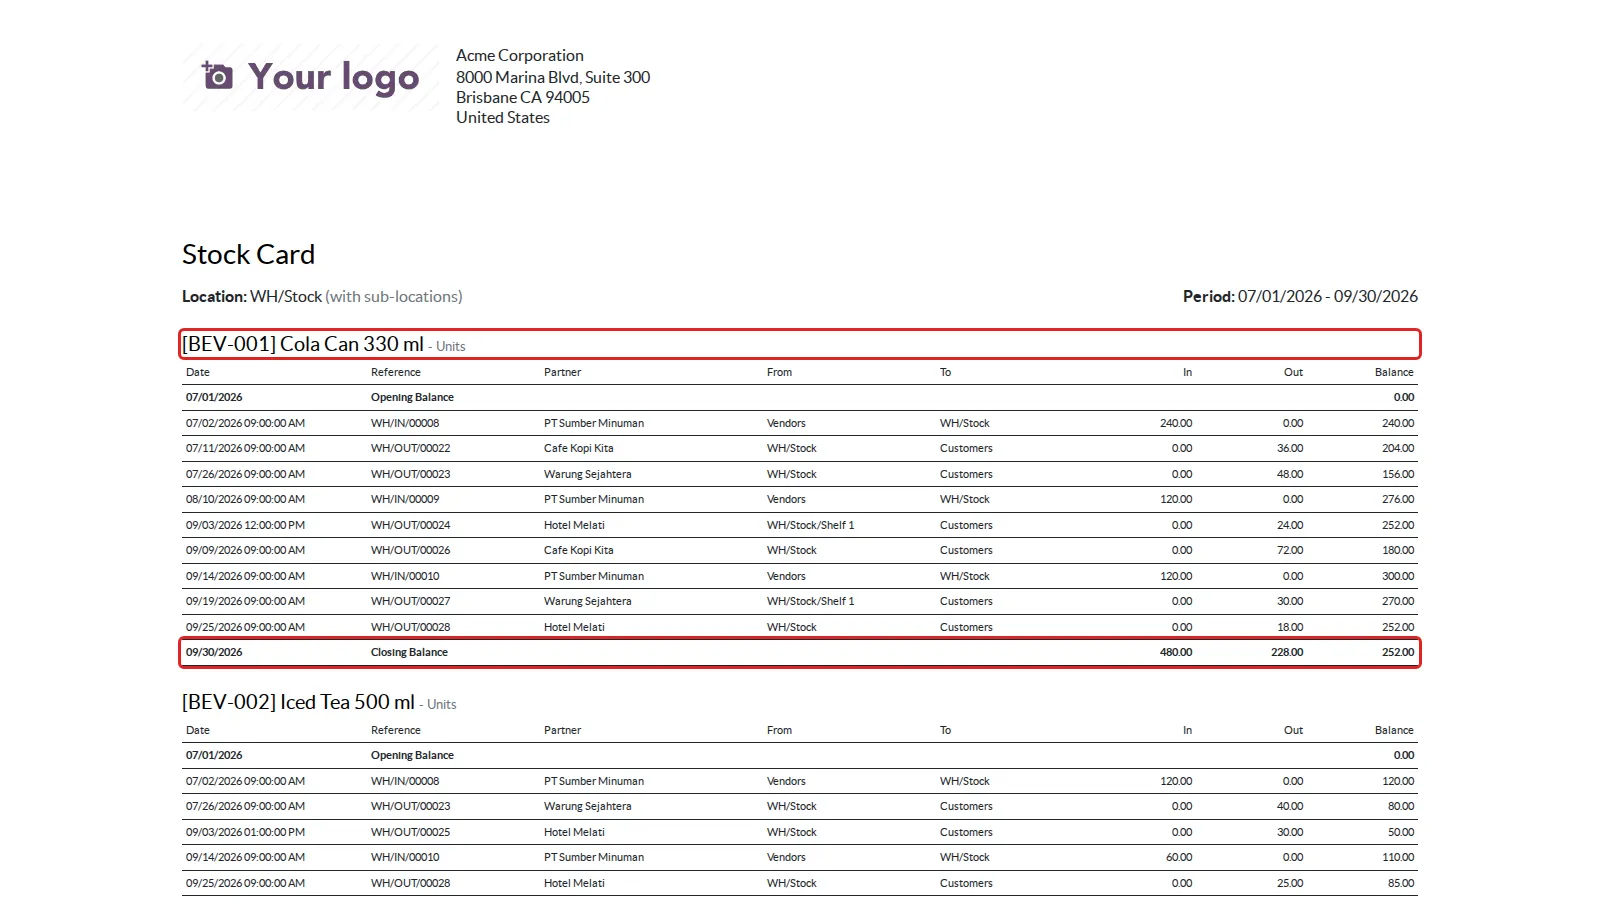 Your logo
Acme Corporation
8000 Marina Blvd, Suite 300
Brisbane CA 94005
United States
Stock Card
Location: WH/Stock (with sub-locations) Period: 07/01/2026 - 09/30/2026
[BEV-001] Cola Can 330 ml - Units
Date Reference Partner From To In Out Balance
07/01/2026 Opening Balance 0.00
07/02/2026 09:00:00 AM WH/IN/00008 PT Sumber Minuman Vendors WH/Stock 240.00 0.00 240.00
07/11/2026 09:00:00 AM WH/OUT/00022 Cafe Kopi Kita WH/Stock Customers 0.00 36.00 204.00
07/26/2026 09:00:00 AM WH/OUT/00023 Warung Sejahtera WH/Stock Customers 0.00 48.00 156.00
08/10/2026 09:00:00 AM WH/IN/00009 PT Sumber Minuman Vendors WH/Stock 120.00 0.00 276.00
09/03/2026 12:00:00 PM WH/OUT/00024 Hotel Melati WH/Stock/Shelf 1 Customers 0.00 24.00 252.00
09/09/2026 09:00:00 AM WH/OUT/00026 Cafe Kopi Kita WH/Stock Customers 0.00 72.00 180.00
09/14/2026 09:00:00 AM WH/IN/00010 PT Sumber Minuman Vendors WH/Stock 120.00 0.00 300.00
09/19/2026 09:00:00 AM WH/OUT/00027 Warung Sejahtera WH/Stock/Shelf 1 Customers 0.00 30.00 270.00
09/25/2026 09:00:00 AM WH/OUT/00028 Hotel Melati WH/Stock Customers 0.00 18.00 252.00
09/30/2026 Closing Balance 480.00 228.00 252.00
[BEV-002] Iced Tea 500 ml - Units
Date Reference Partner From To In Out Balance
07/01/2026 Opening Balance 0.00
07/02/2026 09:00:00 AM WH/IN/00008 PT Sumber Minuman Vendors WH/Stock 120.00 0.00 120.00
07/26/2026 09:00:00 AM WH/OUT/00023 Warung Sejahtera WH/Stock Customers 0.00 40.00 80.00
09/03/2026 01:00:00 PM WH/OUT/00025 Hotel Melati WH/Stock Customers 0.00 30.00 50.00
09/14/2026 09:00:00 AM WH/IN/00010 PT Sumber Minuman Vendors WH/Stock 60.00 0.00 110.00
09/25/2026 09:00:00 AM WH/OUT/00028 Hotel Melati WH/Stock Customers 0.00 25.00 85.00